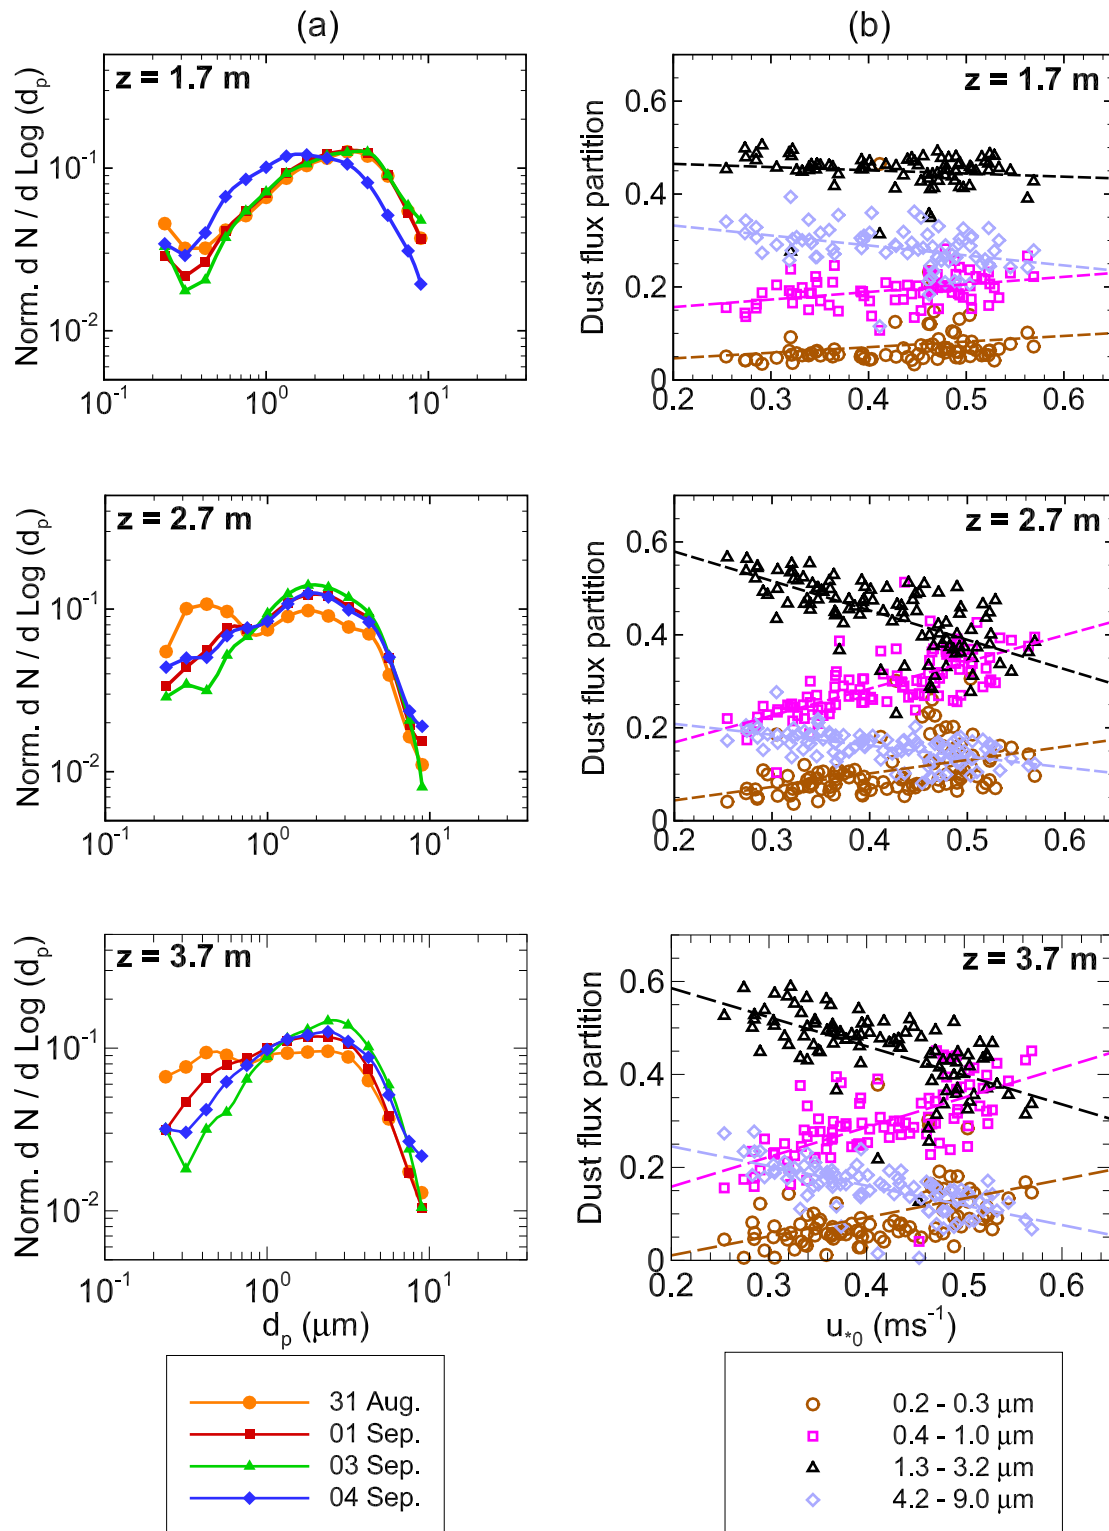 (a) (b)
z = 1.7 m
Norm. d N / d Log (dₚ)
10⁻¹
10⁻²
10⁻¹ 10⁰ 10¹
z = 1.7 m
Dust flux partition
0.6
0.4
0.2
0
0.2 0.3 0.4 0.5 0.6
z = 2.7 m
Norm. d N / d Log (dₚ)
10⁻¹
10⁻²
10⁻¹ 10⁰ 10¹
z = 2.7 m
Dust flux partition
0.6
0.4
0.2
0
0.2 0.3 0.4 0.5 0.6
z = 3.7 m
Norm. d N / d Log (dₚ)
10⁻¹
10⁻²
10⁻¹ 10⁰ 10¹
dₚ (μm)
z = 3.7 m
Dust flux partition
0.6
0.4
0.2
0
0.2 0.3 0.4 0.5 0.6
u*₀ (ms⁻¹)
31 Aug.
01 Sep.
03 Sep.
04 Sep.
0.2 - 0.3 μm
0.4 - 1.0 μm
1.3 - 3.2 μm
4.2 - 9.0 μm